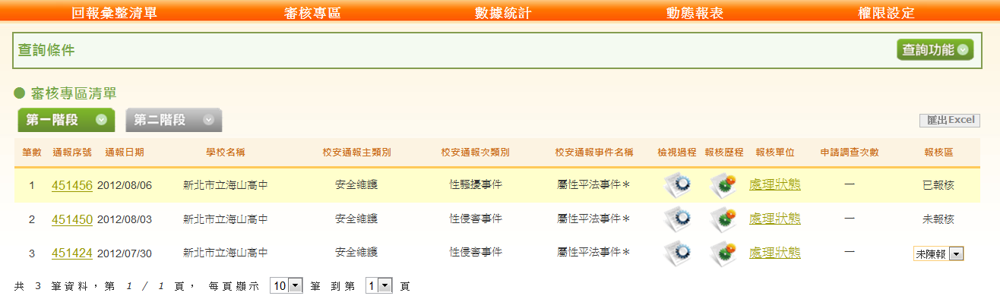 回報彙整清單 審核專區 數據統計 動態報表 權限設定
查詢條件 查詢功能
審核專區清單
第一階段 第二階段 匯出Excel
筆數 通報序號 通報日期 學校名稱 校安通報主類別 校安通報次類別 校安通報事件名稱 檢視過程 報核歷程 報核單位 申請調查次數 報核區
1 451456 2012/08/06 新北市立海山高中 安全維護 性騷擾事件 屬性平法事件＊ 處理狀態 — 已報核
2 451450 2012/08/03 新北市立海山高中 安全維護 性侵害事件 屬性平法事件＊ 處理狀態 — 未報核
3 451424 2012/07/30 新北市立海山高中 安全維護 性侵害事件 屬性平法事件＊ 處理狀態 — 未陳報
共 3 筆資料，第 1 / 1 頁， 每頁顯示 10 筆 到第 1 頁